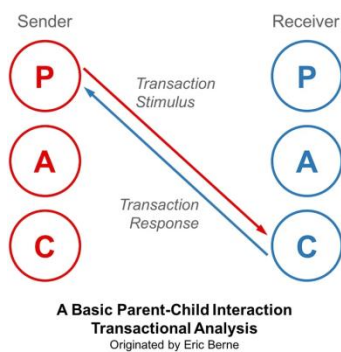 Sender
Receiver
P
P
Transaction
Stimulus
A
A
Transaction
Response
C
C
A Basic Parent-Child Interaction
Transactional Analysis
Originated by Eric Berne